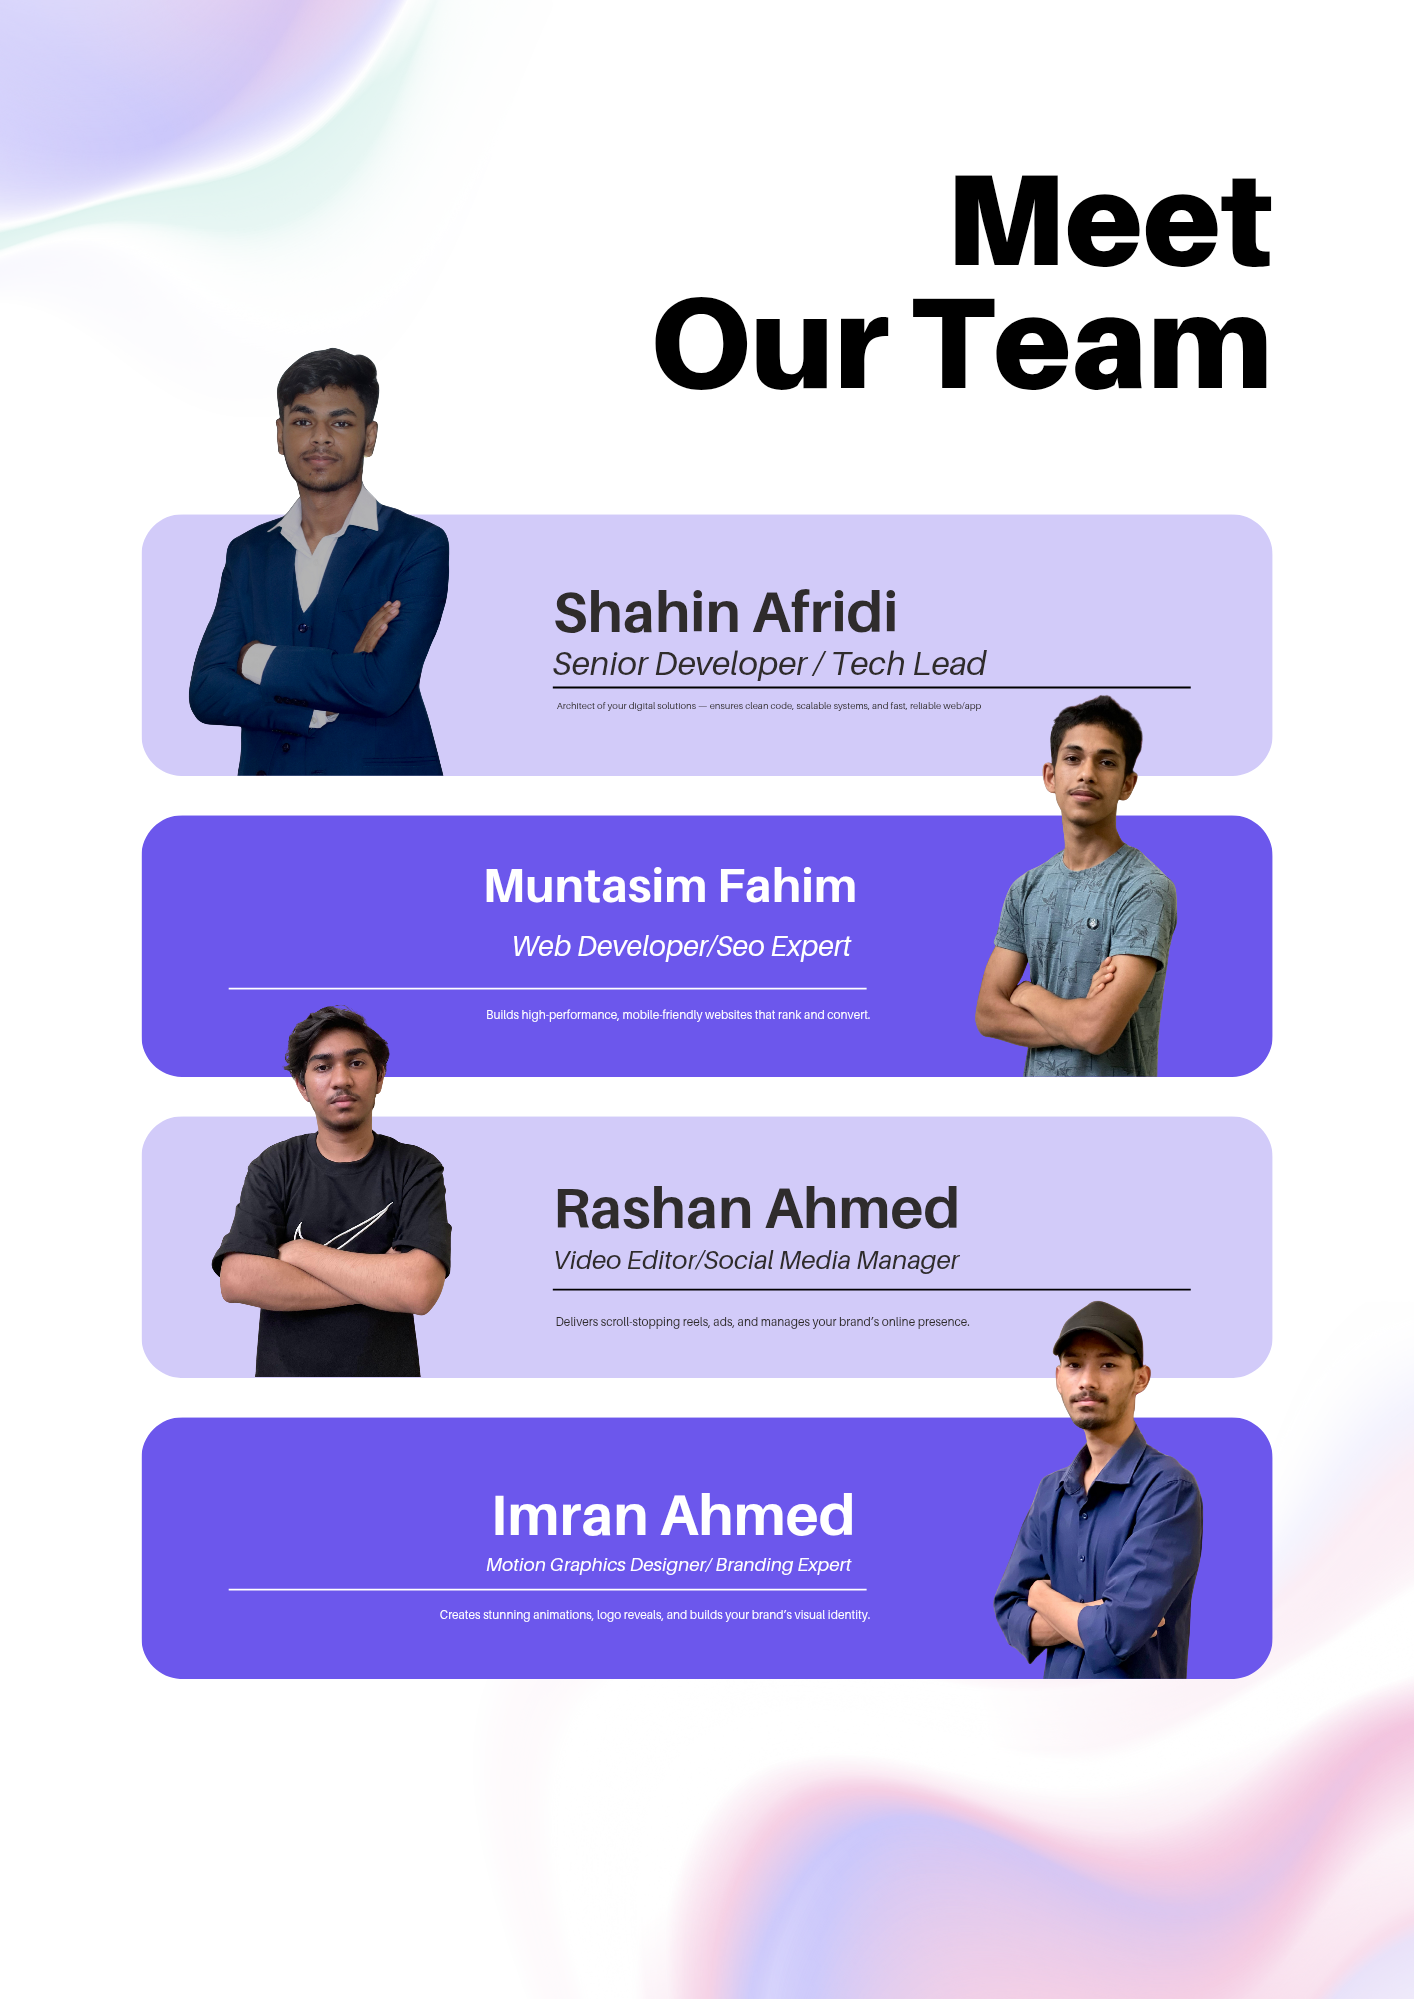 Meet
Our Team
Shahin Afridi
Senior Developer / Tech Lead
Architect of your digital solutions — ensures clean code, scalable systems, and fast, reliable web/app
Muntasim Fahim
Web Developer/Seo Expert
Builds high-performance, mobile-friendly websites that rank and convert.
Rashan Ahmed
Video Editor/Social Media Manager
Delivers scroll-stopping reels, ads, and manages your brand’s online presence.
Imran Ahmed
Motion Graphics Designer/ Branding Expert
Creates stunning animations, logo reveals, and builds your brand’s visual identity.